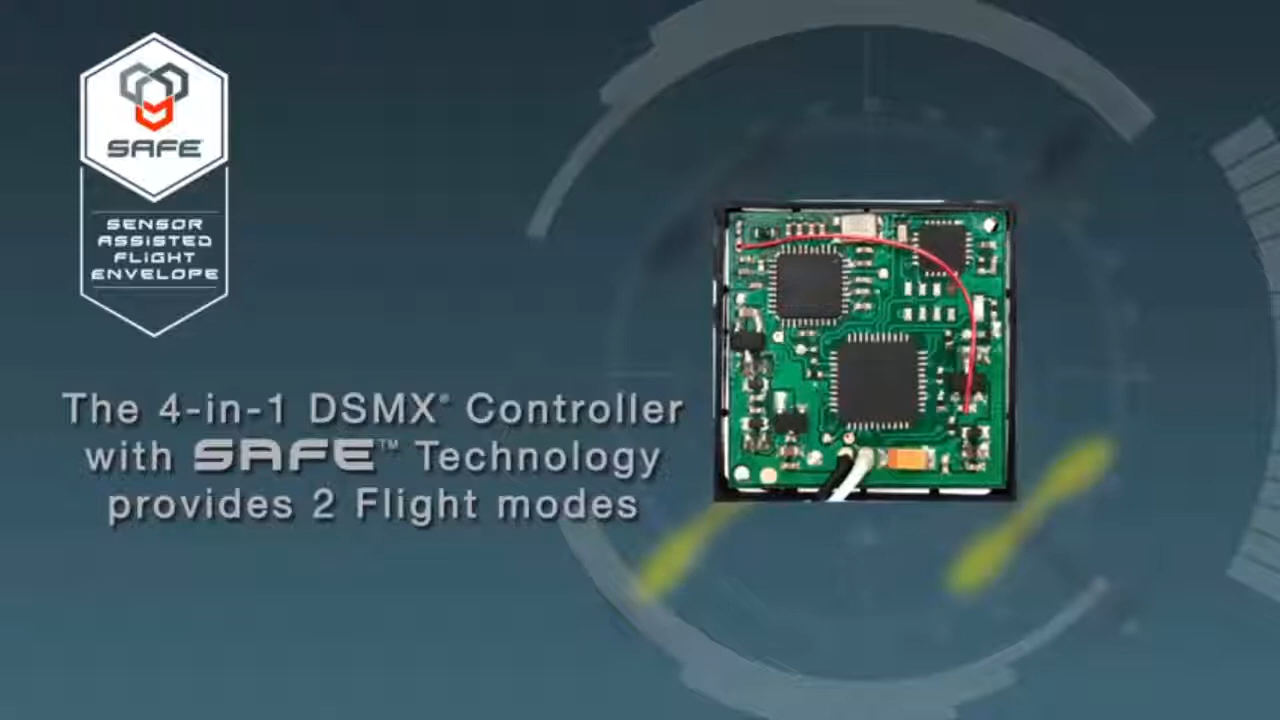 SAFE
SENSOR
ASSISTED
FLIGHT
ENVELOPE
The 4-in-1 DSMX® Controller
with SAFE™ Technology
provides 2 Flight modes